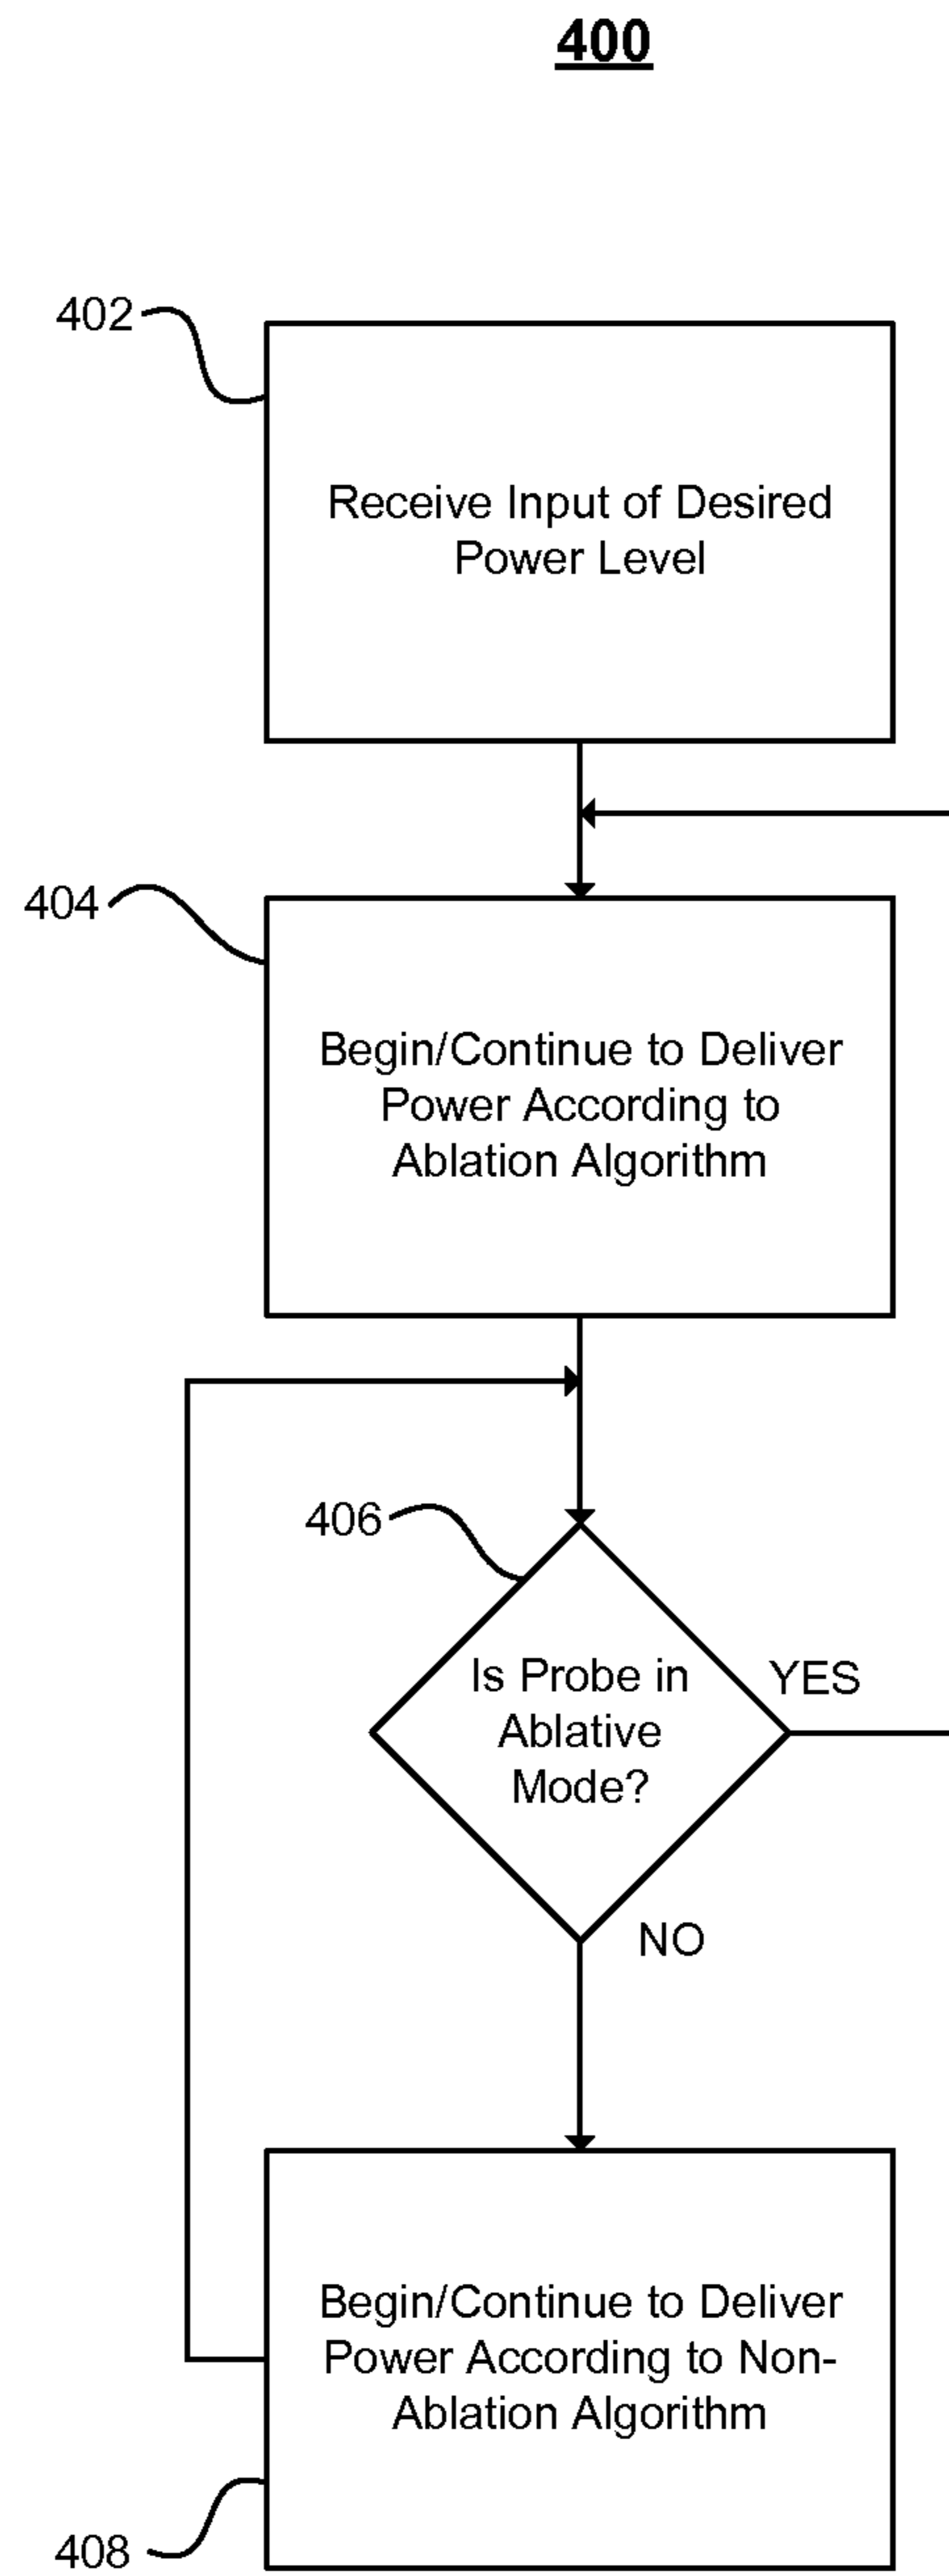 400
402
Receive Input of Desired
Power Level
404
Begin/Continue to Deliver
Power According to
Ablation Algorithm
406
Is Probe in
Ablative
Mode?
YES
NO
Begin/Continue to Deliver
Power According to Non-
Ablation Algorithm
408